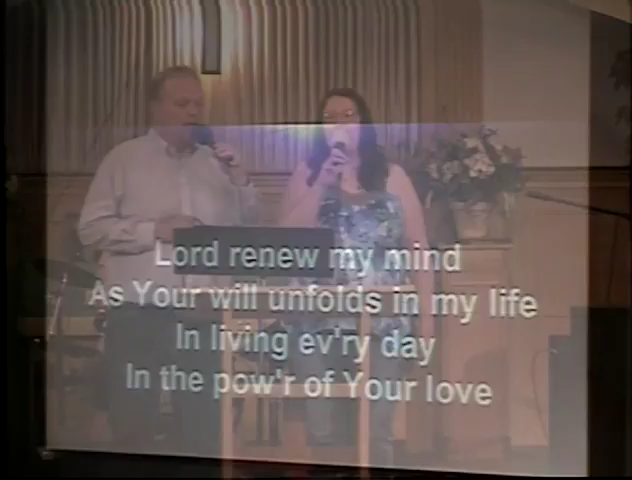 Lord renew my mind
As Your will unfolds in my life
In living ev'ry day
In the pow'r of Your love